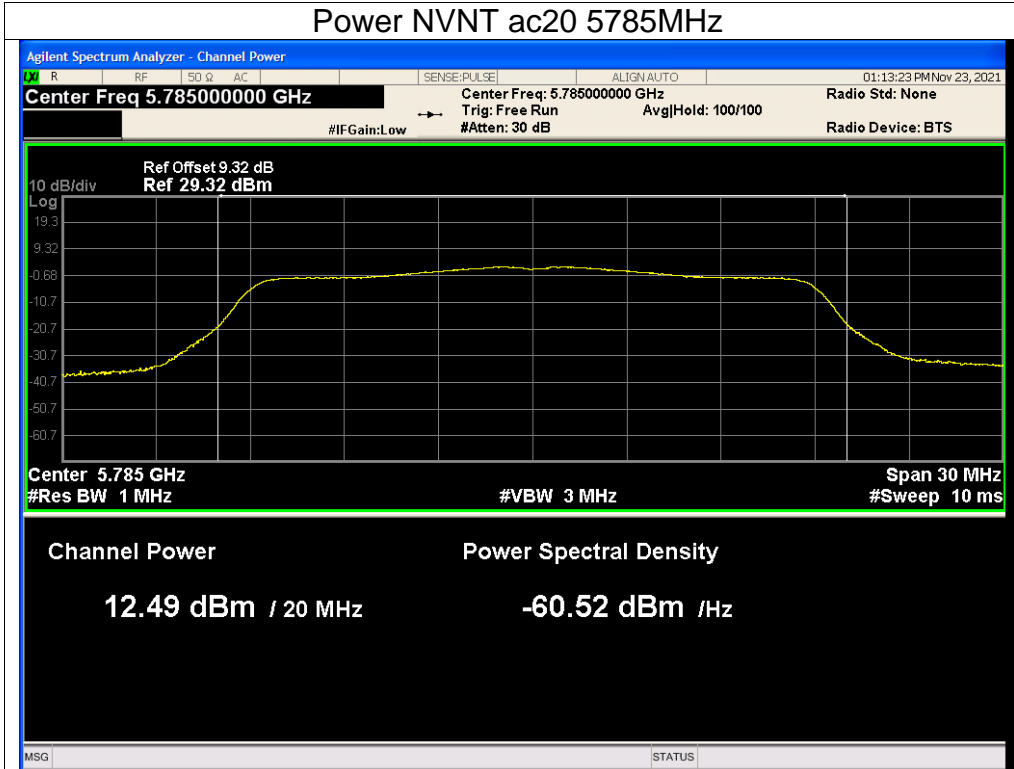 Power NVNT ac20 5785MHz
Agilent Spectrum Analyzer - Channel Power
LXI R RF 50 Ω AC SENSE:PULSE ALIGN AUTO 01:13:23 PM Nov 23, 2021
Center Freq 5.785000000 GHz Center Freq: 5.785000000 GHz Radio Std: None
Trig: Free Run Avg|Hold: 100/100
#IFGain:Low #Atten: 30 dB Radio Device: BTS
Ref Offset 9.32 dB
10 dB/div Ref 29.32 dBm
Log
19.3
9.32
-0.68
-10.7
-20.7
-30.7
-40.7
-50.7
-60.7
Center 5.785 GHz Span 30 MHz
#Res BW 1 MHz #VBW 3 MHz #Sweep 10 ms
Channel Power Power Spectral Density
12.49 dBm / 20 MHz -60.52 dBm /Hz
MSG STATUS